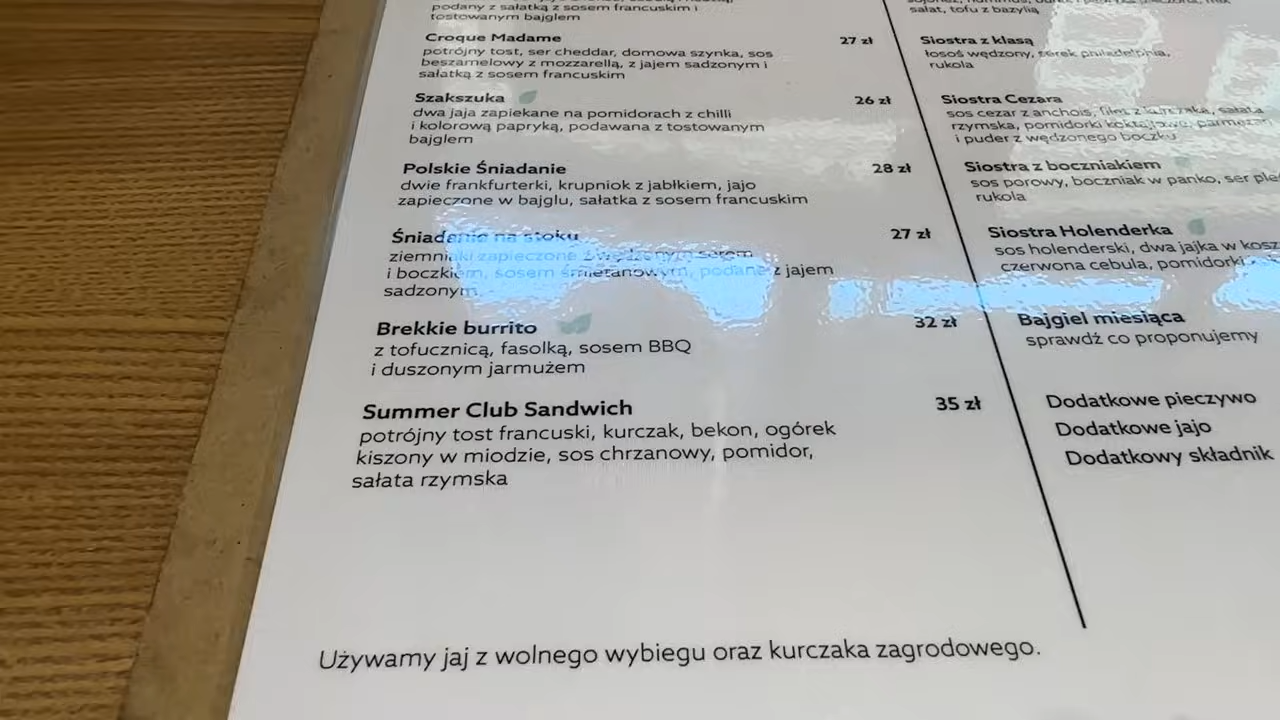 podany z sałatką z sosem francuskim i
tostowanym bajglem
Croque Madame 27 zł
potrójny tost, ser cheddar, domowa szynka, sos
beszamelowy z mozzarellą, z jajem sadzonym i
sałatką z sosem francuskim
Szakszuka 26 zł
dwa jaja zapiekane na pomidorach z chilli
i kolorową papryką, podawana z tostowanym
bajglem
Polskie Śniadanie 28 zł
dwie frankfurterki, krupniok z jabłkiem, jajo
zapieczone w bajglu, sałatka z sosem francuskim
Śniadanie na stoku 27 zł
ziemniaki zapieczone z wędzonym serem
i boczkiem, sosem śmietanowym, podane z jajem
sadzonym
Brekkie burrito 32 zł
z tofucznicą, fasolką, sosem BBQ
i duszonym jarmużem
Summer Club Sandwich 35 zł
potrójny tost francuski, kurczak, bekon, ogórek
kiszony w miodzie, sos chrzanowy, pomidor,
sałata rzymska
sałat, tofu z bazylią
Siostra z klasą
łosoś wędzony, serek philadelphia,
rukola
Siostra Cezara
sos cezar z anchois, filet z kurczaka, sałata
rzymska, pomidorki koktajlowe, parmezan
i puder z wędzonego boczku
Siostra z boczniakiem
sos porowy, boczniak w panko, ser
rukola
Siostra Holenderka
sos holenderski, dwa jajka w
czerwona cebula, pomidorki
Bajgiel miesiąca
sprawdź co proponujemy
Dodatkowe pieczywo
Dodatkowe jajo
Dodatkowy składnik
Używamy jaj z wolnego wybiegu oraz kurczaka zagrodowego.